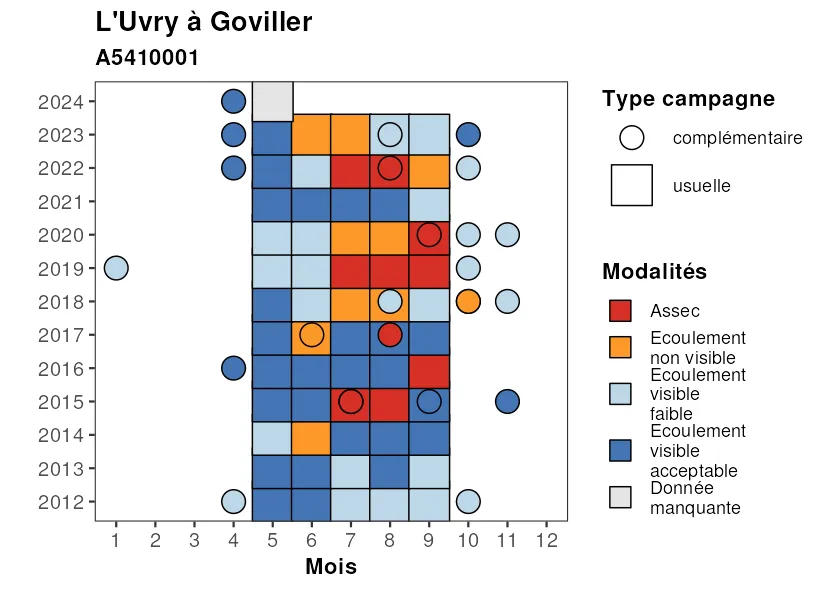 L'Uvry à Goviller
A5410001
2024
2023
2022
2021
2020
2019
2018
2017
2016
2015
2014
2013
2012
1 2 3 4 5 6 7 8 9 10 11 12
Mois
Type campagne
complémentaire
usuelle
Modalités
Assec
Ecoulement
non visible
Ecoulement
visible
faible
Ecoulement
visible
acceptable
Donnée
manquante